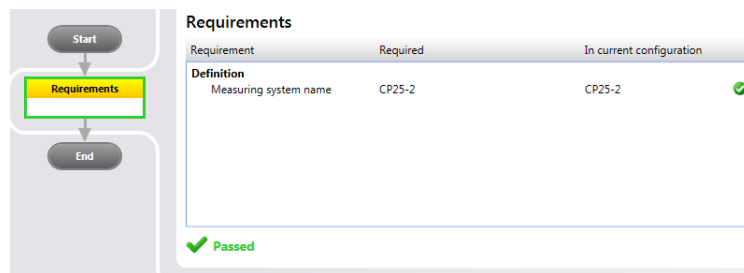 Start
Requirements
End
Requirements
Requirement Required In current configuration
Definition
Measuring system name CP25-2 CP25-2
Passed